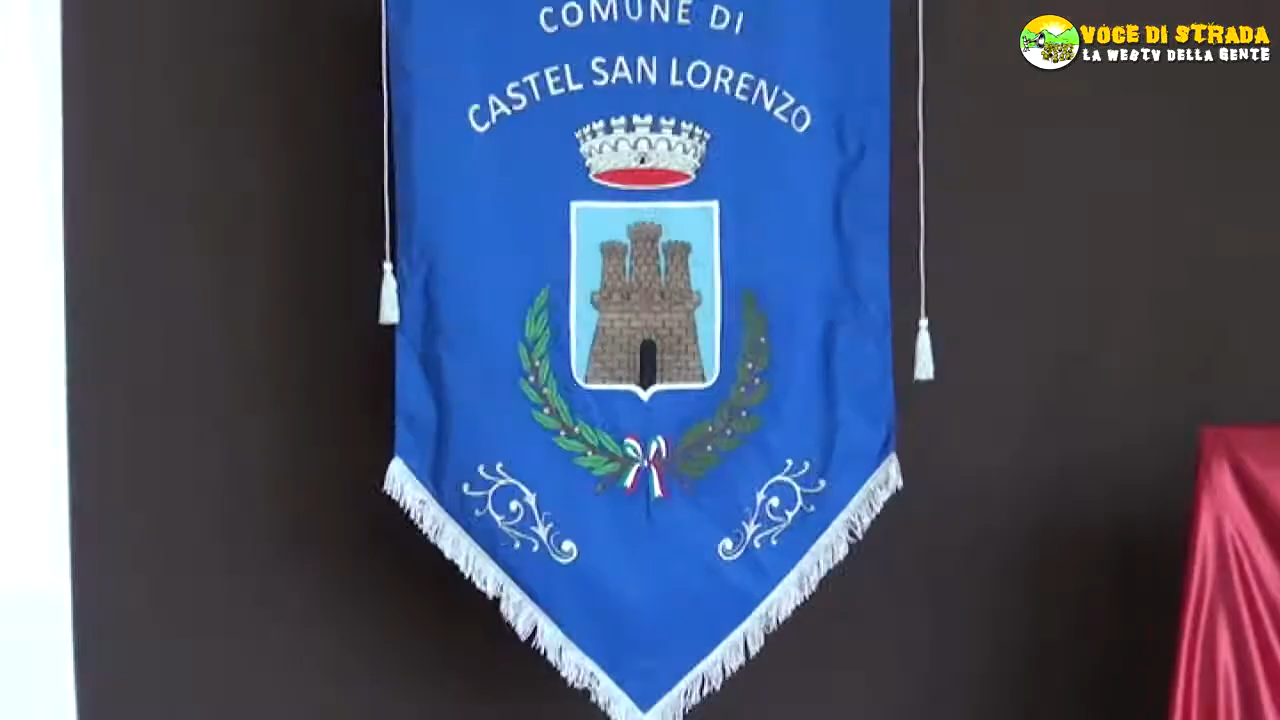 COMUNE DI
CASTEL SAN LORENZO
VOCE DI STRADA
LA WEBTV DELLA GENTE